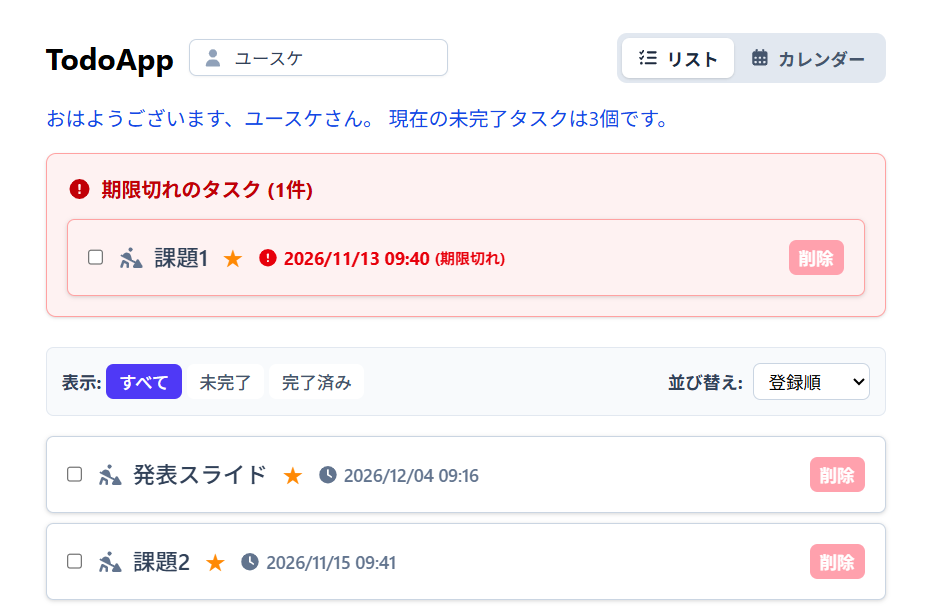 TodoApp ユースケ リスト カレンダー
おはようございます、ユースケさん。 現在の未完了タスクは3個です。
期限切れのタスク (1件)
課題1 ★ 2026/11/13 09:40 (期限切れ) 削除
表示: すべて 未完了 完了済み 並び替え: 登録順
発表スライド ★ 2026/12/04 09:16 削除
課題2 ★ 2026/11/15 09:41 削除